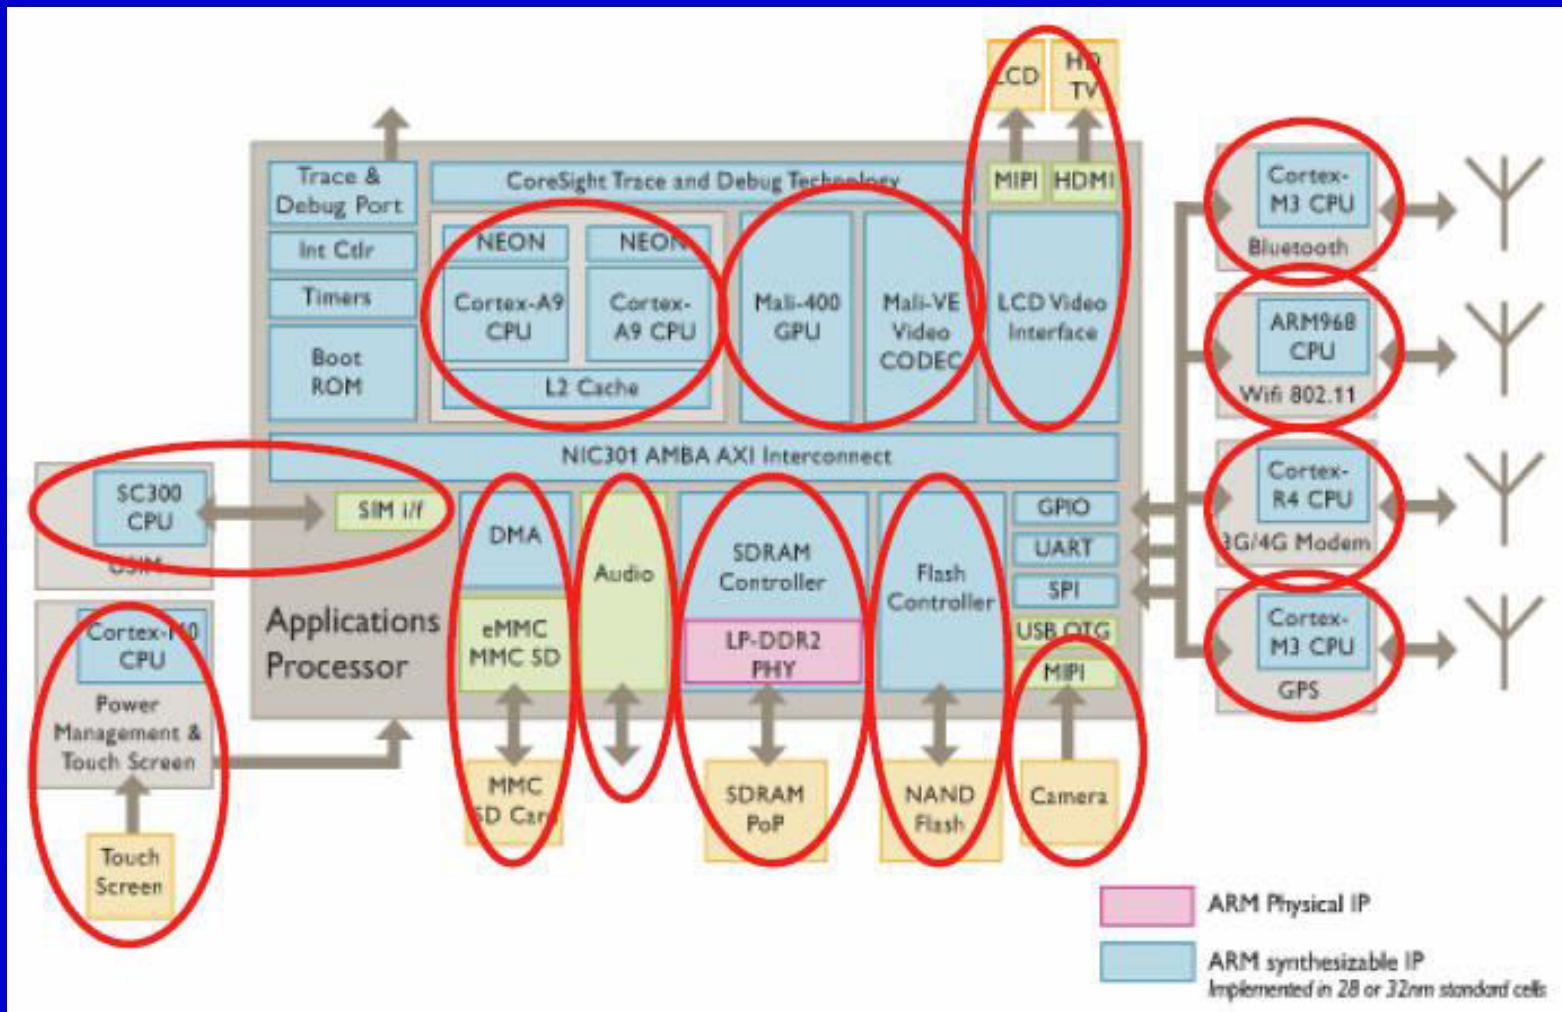 LCD
HD
TV
Trace &
Debug Port
CoreSight Trace and Debug Technology
MIPI
HDMI
Int Ctlr
NEON
NEON
Timers
Cortex-A9
CPU
Cortex-
A9 CPU
Mali-400
GPU
Mali-VE
Video
CODEC
LCD Video
Interface
Boot
ROM
L2 Cache
NIC301 AMBA AXI Interconnect
Cortex-
M3 CPU
Bluetooth
ARM968
CPU
Wifi 802.11
Cortex-
R4 CPU
3G/4G Modem
Cortex-
M3 CPU
GPS
SC300
CPU
USIM
SIM i/f
DMA
eMMC
MMC SD
Audio
SDRAM
Controller
LP-DDR2
PHY
Flash
Controller
GPIO
UART
SPI
USB OTG
MIPI
Applications
Processor
CPU
Power
Management &
Touch Screen
Touch
Screen
MMC
SD Card
SDRAM
PoP
NAND
Flash
Camera
ARM Physical IP
ARM synthesizable IP
Implemented in 28 or 32nm standard cells